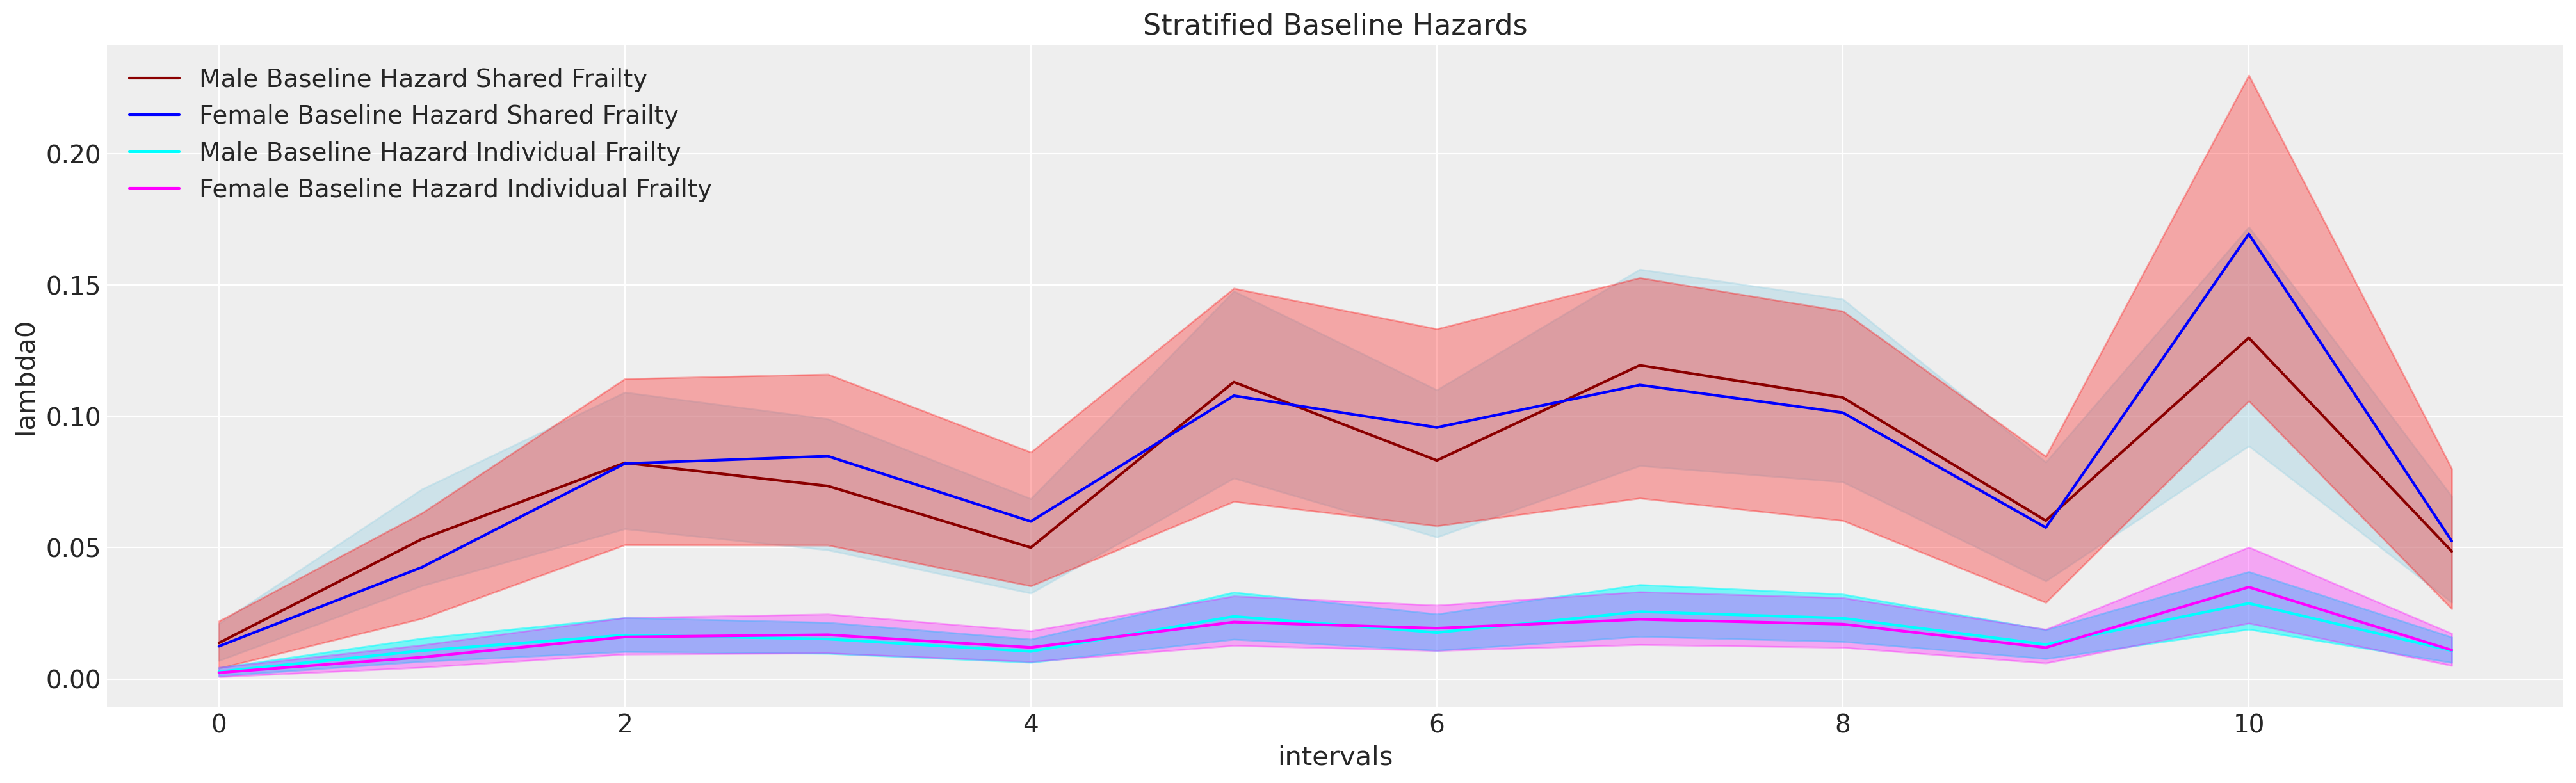 Stratified Baseline Hazards
Male Baseline Hazard Shared Frailty
Female Baseline Hazard Shared Frailty
Male Baseline Hazard Individual Frailty
Female Baseline Hazard Individual Frailty
0.20
0.15
0.10
0.05
0.00
lambda0
0 2 4 6 8 10
intervals